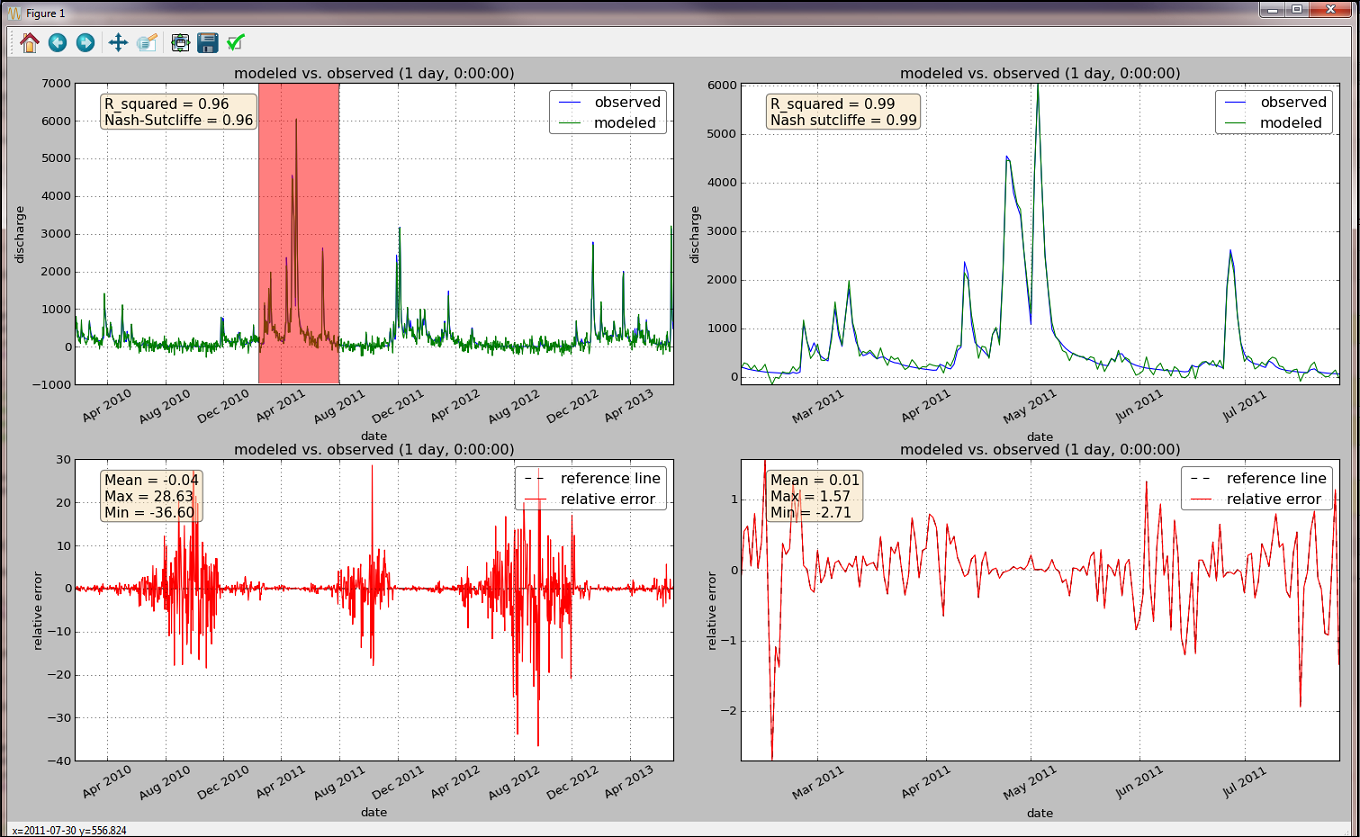 Figure 1
modeled vs. observed (1 day, 0:00:00)
R_squared = 0.96
Nash-Sutcliffe = 0.96
observed
modeled
7000
6000
5000
4000
3000
2000
1000
0
−1000
discharge
Apr 2010
Aug 2010
Dec 2010
Apr 2011
Aug 2011
Dec 2011
Apr 2012
Aug 2012
Dec 2012
Apr 2013
date
modeled vs. observed (1 day, 0:00:00)
R_squared = 0.99
Nash sutcliffe = 0.99
observed
modeled
6000
5000
4000
3000
2000
1000
0
discharge
Mar 2011
Apr 2011
May 2011
Jun 2011
Jul 2011
date
modeled vs. observed (1 day, 0:00:00)
Mean = -0.04
Max = 28.63
Min = -36.60
reference line
relative error
30
20
10
0
−10
−20
−30
−40
relative error
Apr 2010
Aug 2010
Dec 2010
Apr 2011
Aug 2011
Dec 2011
Apr 2012
Aug 2012
Dec 2012
Apr 2013
date
modeled vs. observed (1 day, 0:00:00)
Mean = 0.01
Max = 1.57
Min = -2.71
reference line
relative error
1
0
−1
−2
relative error
Mar 2011
Apr 2011
May 2011
Jun 2011
Jul 2011
date
x=2011-07-30 y=556.824